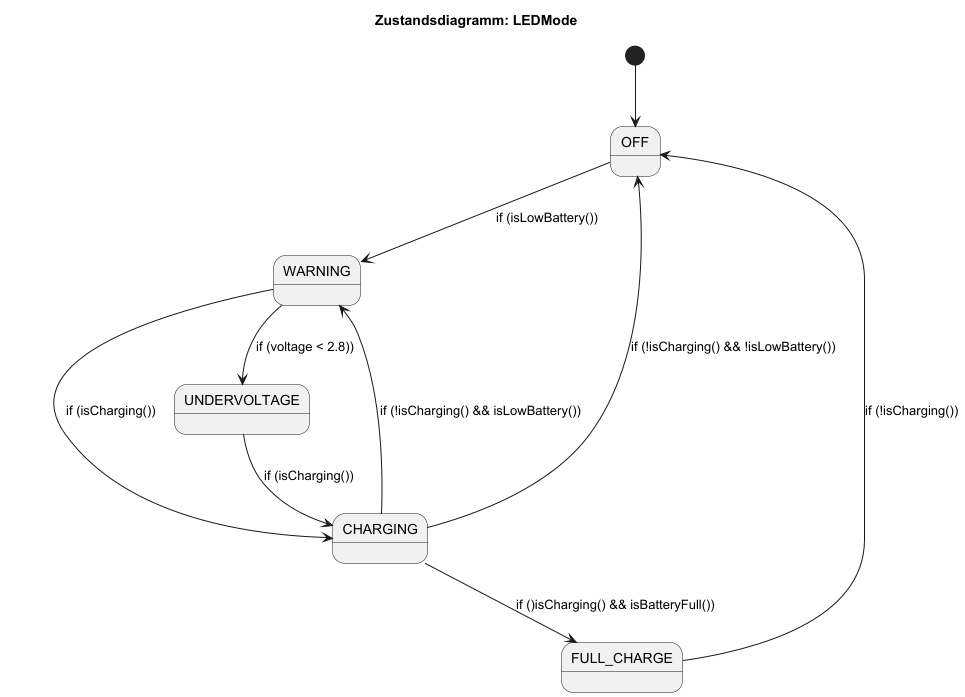 Zustandsdiagramm: LEDMode
OFF
if (isLowBattery())
WARNING
if (voltage < 2.8))
if (!isCharging() && !isLowBattery())
UNDERVOLTAGE
if (isCharging())
if (!isCharging() && isLowBattery())
if (!isCharging())
if (isCharging())
CHARGING
if ()isCharging() && isBatteryFull())
FULL_CHARGE